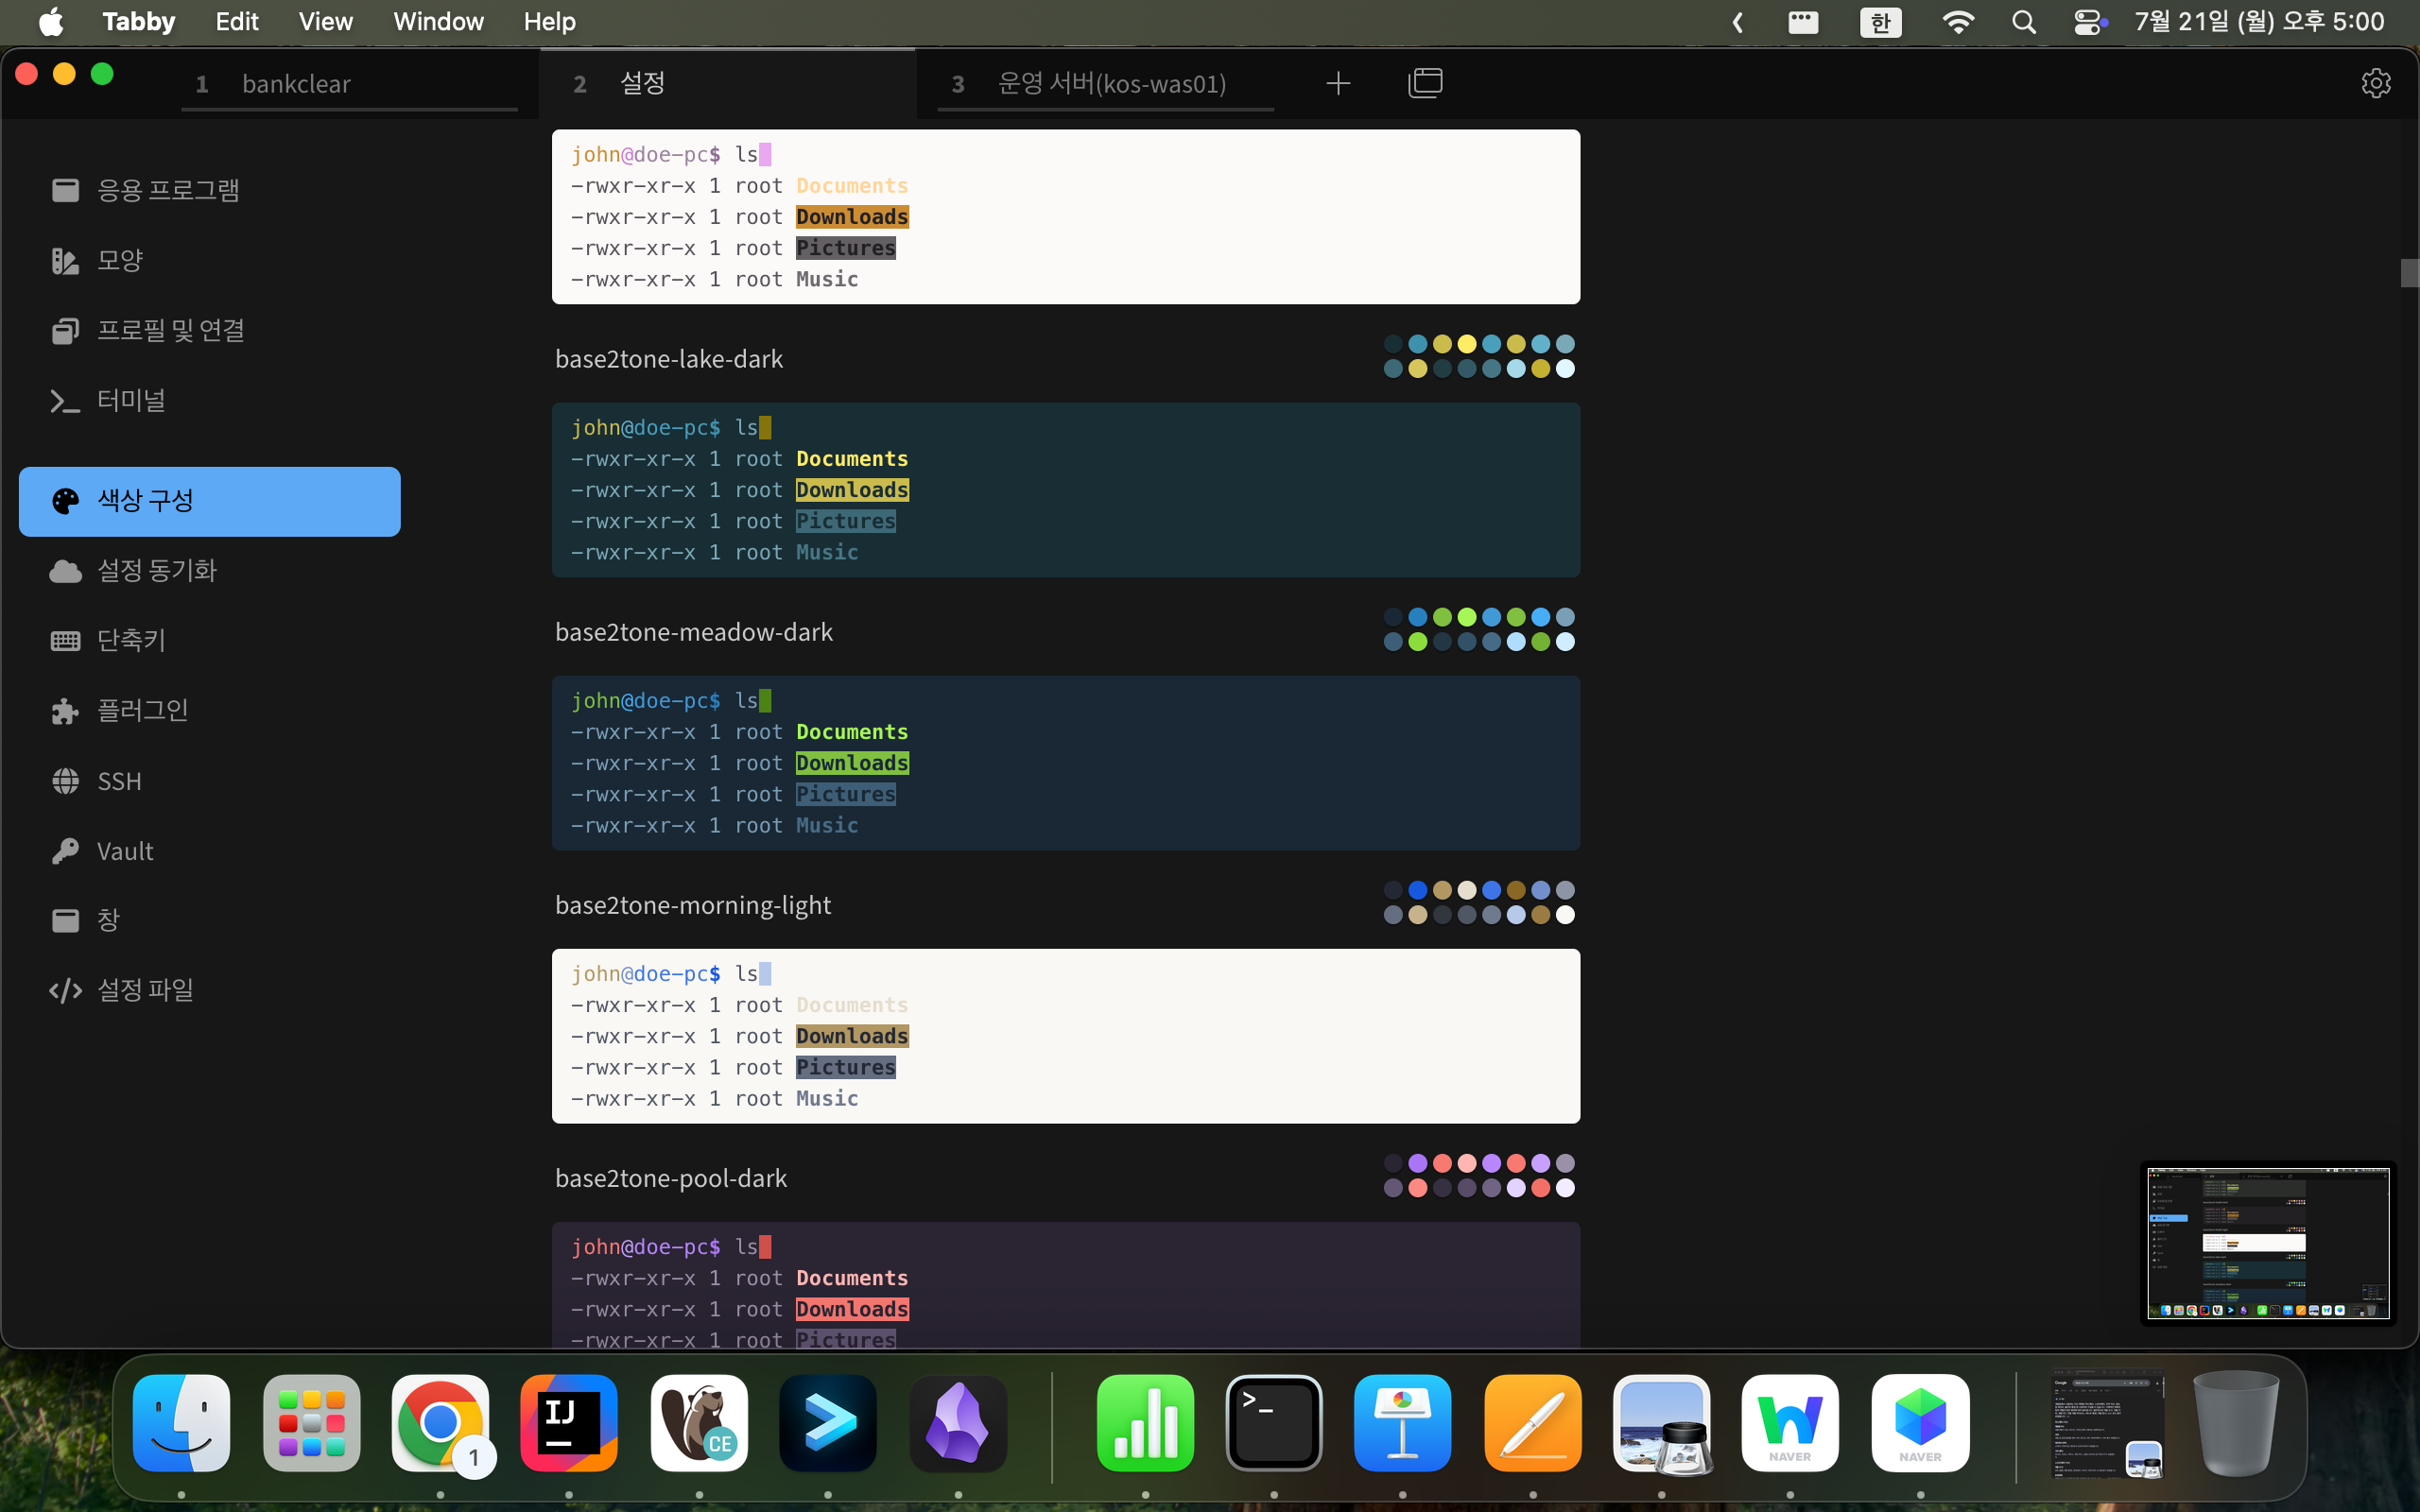 Tabby Edit View Window Help 한 7월 21일 (월) 오후 5:00
1 bankclear 2 설정 3 운영 서버(kos-was01)
응용 프로그램
모양
프로필 및 연결
터미널
색상 구성
설정 동기화
단축키
플러그인
SSH
Vault
창
설정 파일
john@doe-pc$ ls
-rwxr-xr-x 1 root Documents
-rwxr-xr-x 1 root Downloads
-rwxr-xr-x 1 root Pictures
-rwxr-xr-x 1 root Music
base2tone-lake-dark
john@doe-pc$ ls
-rwxr-xr-x 1 root Documents
-rwxr-xr-x 1 root Downloads
-rwxr-xr-x 1 root Pictures
-rwxr-xr-x 1 root Music
base2tone-meadow-dark
john@doe-pc$ ls
-rwxr-xr-x 1 root Documents
-rwxr-xr-x 1 root Downloads
-rwxr-xr-x 1 root Pictures
-rwxr-xr-x 1 root Music
base2tone-morning-light
john@doe-pc$ ls
-rwxr-xr-x 1 root Documents
-rwxr-xr-x 1 root Downloads
-rwxr-xr-x 1 root Pictures
-rwxr-xr-x 1 root Music
base2tone-pool-dark
john@doe-pc$ ls
-rwxr-xr-x 1 root Documents
-rwxr-xr-x 1 root Downloads
-rwxr-xr-x 1 root Pictures
1 IJ CE >_ NAVER NAVER